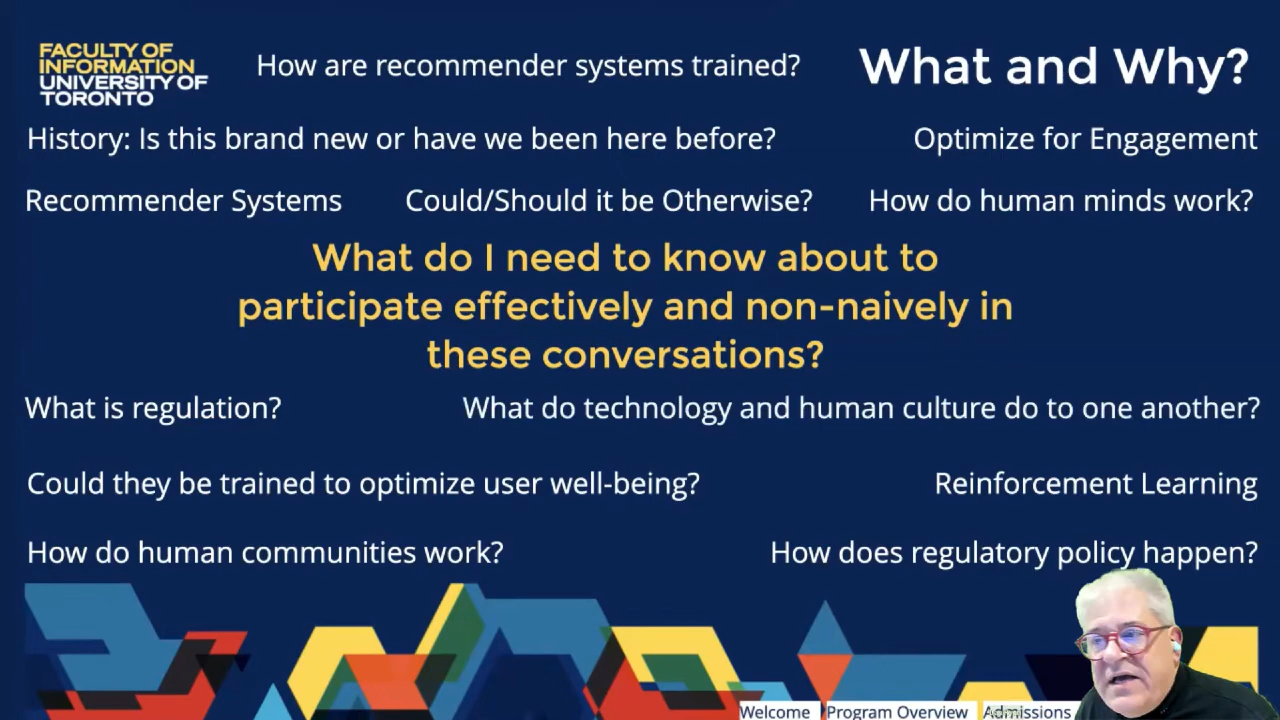 FACULTY OF
INFORMATION
UNIVERSITY OF
TORONTO
How are recommender systems trained?
What and Why?
History: Is this brand new or have we been here before?
Optimize for Engagement
Recommender Systems
Could/Should it be Otherwise?
How do human minds work?
What do I need to know about to
participate effectively and non-naively in
these conversations?
What is regulation?
What do technology and human culture do to one another?
Could they be trained to optimize user well-being?
Reinforcement Learning
How do human communities work?
How does regulatory policy happen?
Welcome
Program Overview
Admissions